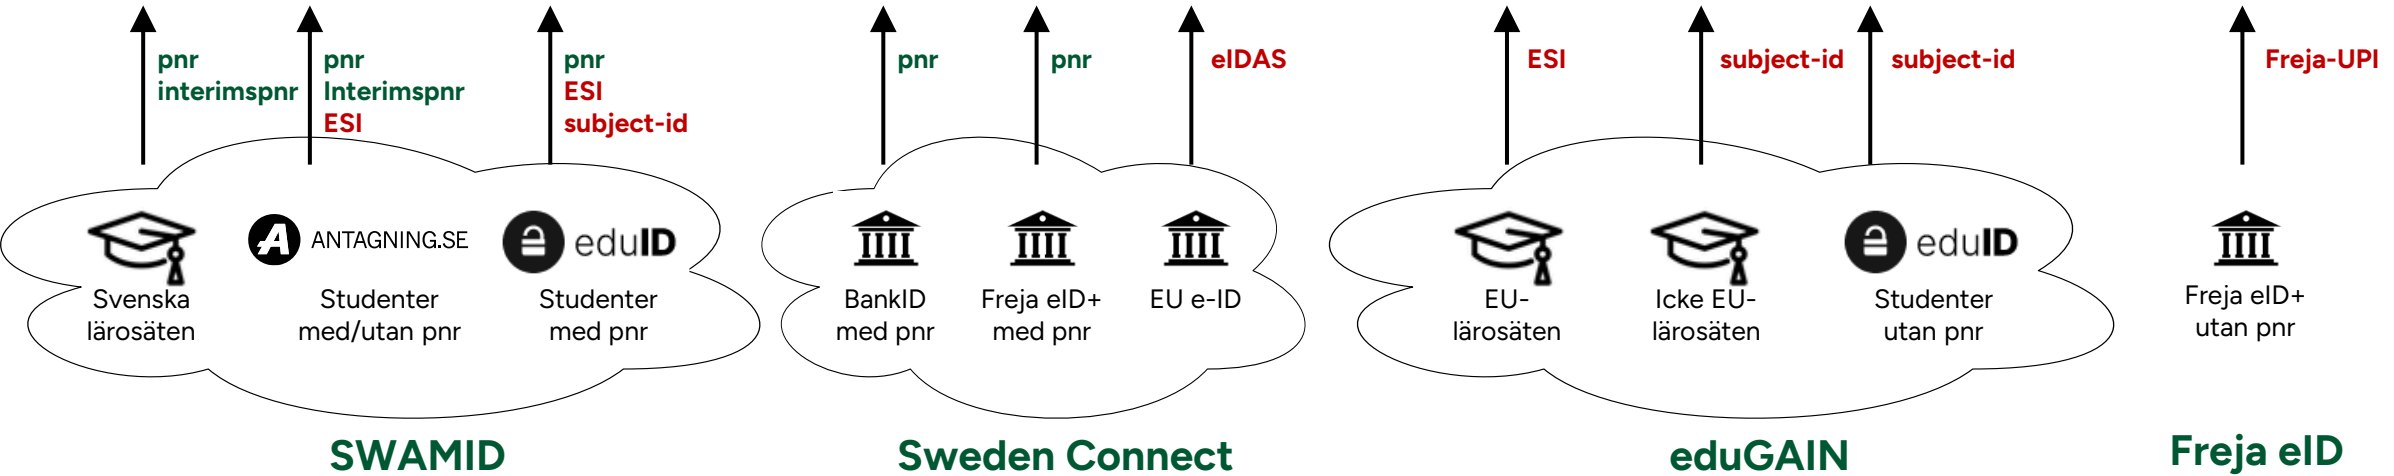 pnr
interimspnr
pnr
Interimspnr
ESI
pnr
ESI
subject-id
pnr
pnr
eIDAS
ESI
subject-id
subject-id
Freja-UPI
Svenska
lärosäten
A ANTAGNING.SE
Studenter
med/utan pnr
eduID
Studenter
med pnr
BankID
med pnr
Freja eID+
med pnr
EU e-ID
EU-
lärosäten
Icke EU-
lärosäten
eduID
Studenter
utan pnr
Freja eID+
utan pnr
SWAMID
Sweden Connect
eduGAIN
Freja eID